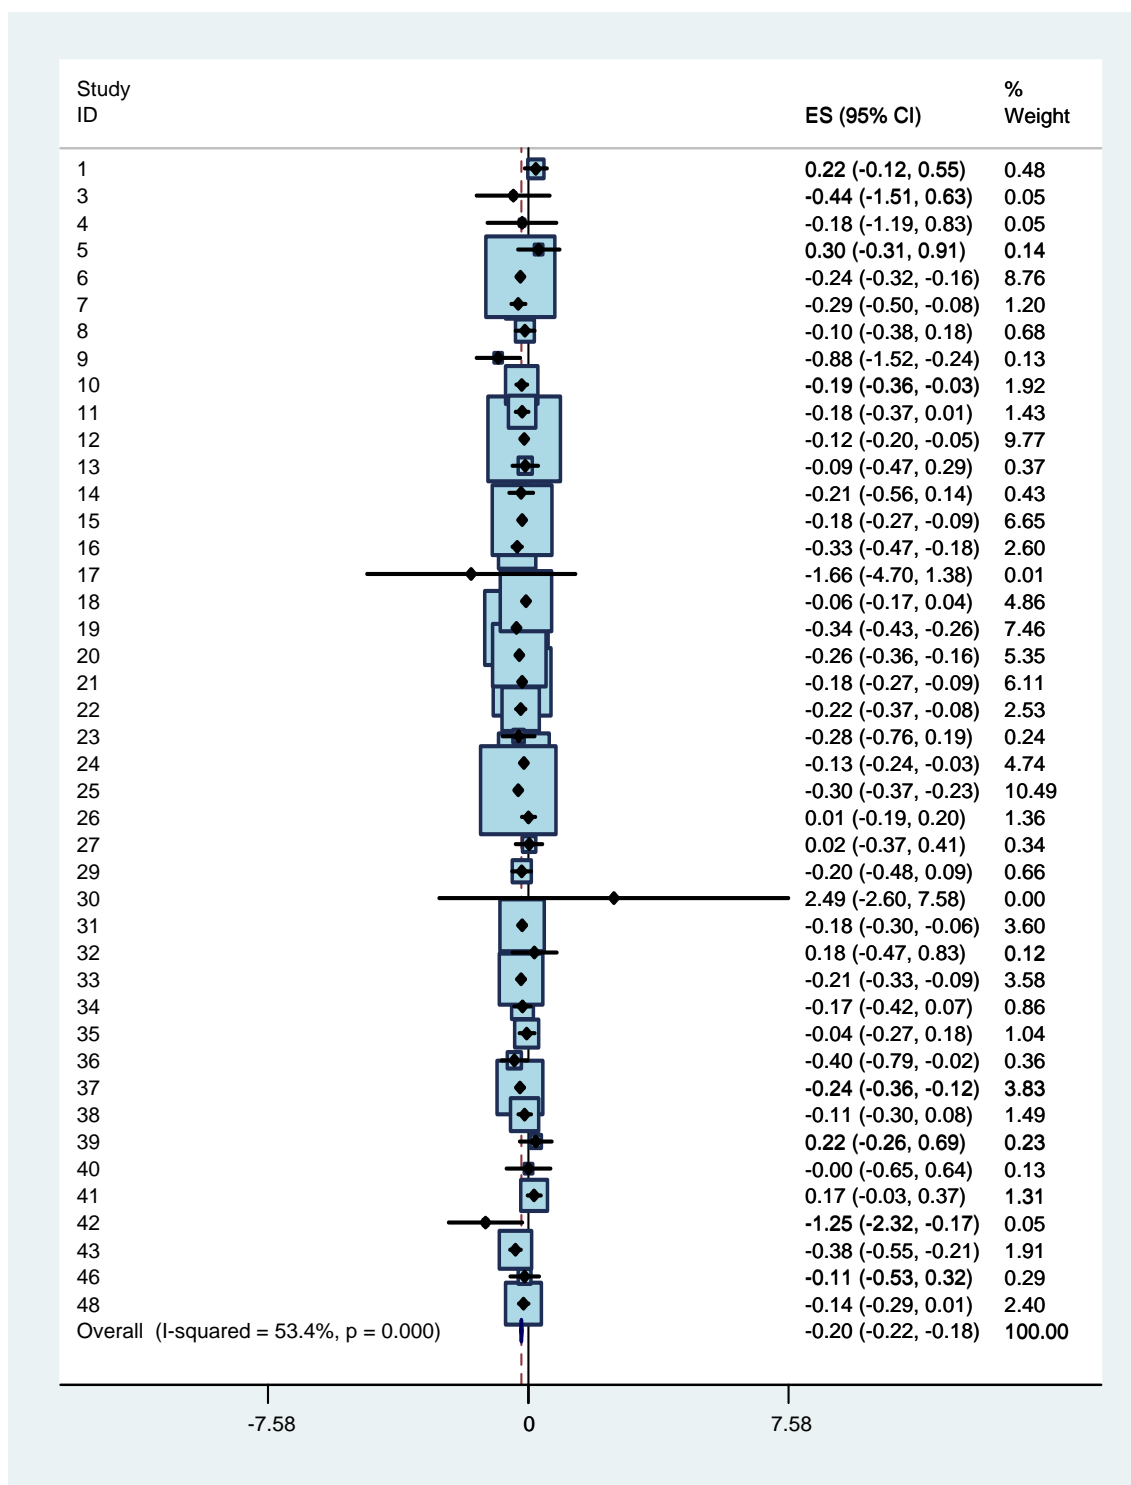 Study %
ID ES (95% CI) Weight
1 0.22 (-0.12, 0.55) 0.48
3 -0.44 (-1.51, 0.63) 0.05
4 -0.18 (-1.19, 0.83) 0.05
5 0.30 (-0.31, 0.91) 0.14
6 -0.24 (-0.32, -0.16) 8.76
7 -0.29 (-0.50, -0.08) 1.20
8 -0.10 (-0.38, 0.18) 0.68
9 -0.88 (-1.52, -0.24) 0.13
10 -0.19 (-0.36, -0.03) 1.92
11 -0.18 (-0.37, 0.01) 1.43
12 -0.12 (-0.20, -0.05) 9.77
13 -0.09 (-0.47, 0.29) 0.37
14 -0.21 (-0.56, 0.14) 0.43
15 -0.18 (-0.27, -0.09) 6.65
16 -0.33 (-0.47, -0.18) 2.60
17 -1.66 (-4.70, 1.38) 0.01
18 -0.06 (-0.17, 0.04) 4.86
19 -0.34 (-0.43, -0.26) 7.46
20 -0.26 (-0.36, -0.16) 5.35
21 -0.18 (-0.27, -0.09) 6.11
22 -0.22 (-0.37, -0.08) 2.53
23 -0.28 (-0.76, 0.19) 0.24
24 -0.13 (-0.24, -0.03) 4.74
25 -0.30 (-0.37, -0.23) 10.49
26 0.01 (-0.19, 0.20) 1.36
27 0.02 (-0.37, 0.41) 0.34
29 -0.20 (-0.48, 0.09) 0.66
30 2.49 (-2.60, 7.58) 0.00
31 -0.18 (-0.30, -0.06) 3.60
32 0.18 (-0.47, 0.83) 0.12
33 -0.21 (-0.33, -0.09) 3.58
34 -0.17 (-0.42, 0.07) 0.86
35 -0.04 (-0.27, 0.18) 1.04
36 -0.40 (-0.79, -0.02) 0.36
37 -0.24 (-0.36, -0.12) 3.83
38 -0.11 (-0.30, 0.08) 1.49
39 0.22 (-0.26, 0.69) 0.23
40 -0.00 (-0.65, 0.64) 0.13
41 0.17 (-0.03, 0.37) 1.31
42 -1.25 (-2.32, -0.17) 0.05
43 -0.38 (-0.55, -0.21) 1.91
46 -0.11 (-0.53, 0.32) 0.29
48 -0.14 (-0.29, 0.01) 2.40
Overall (I-squared = 53.4%, p = 0.000) -0.20 (-0.22, -0.18) 100.00
-7.58 0 7.58